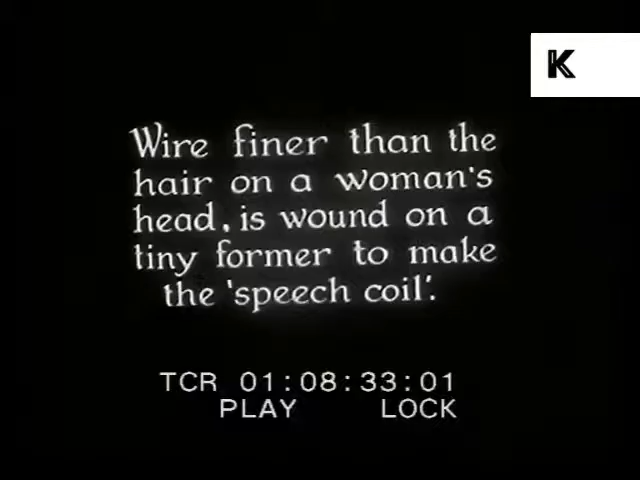 K
Wire finer than the
hair on a woman's
head, is wound on a
tiny former to make
the 'speech coil'.
TCR 01:08:33:01
PLAY LOCK